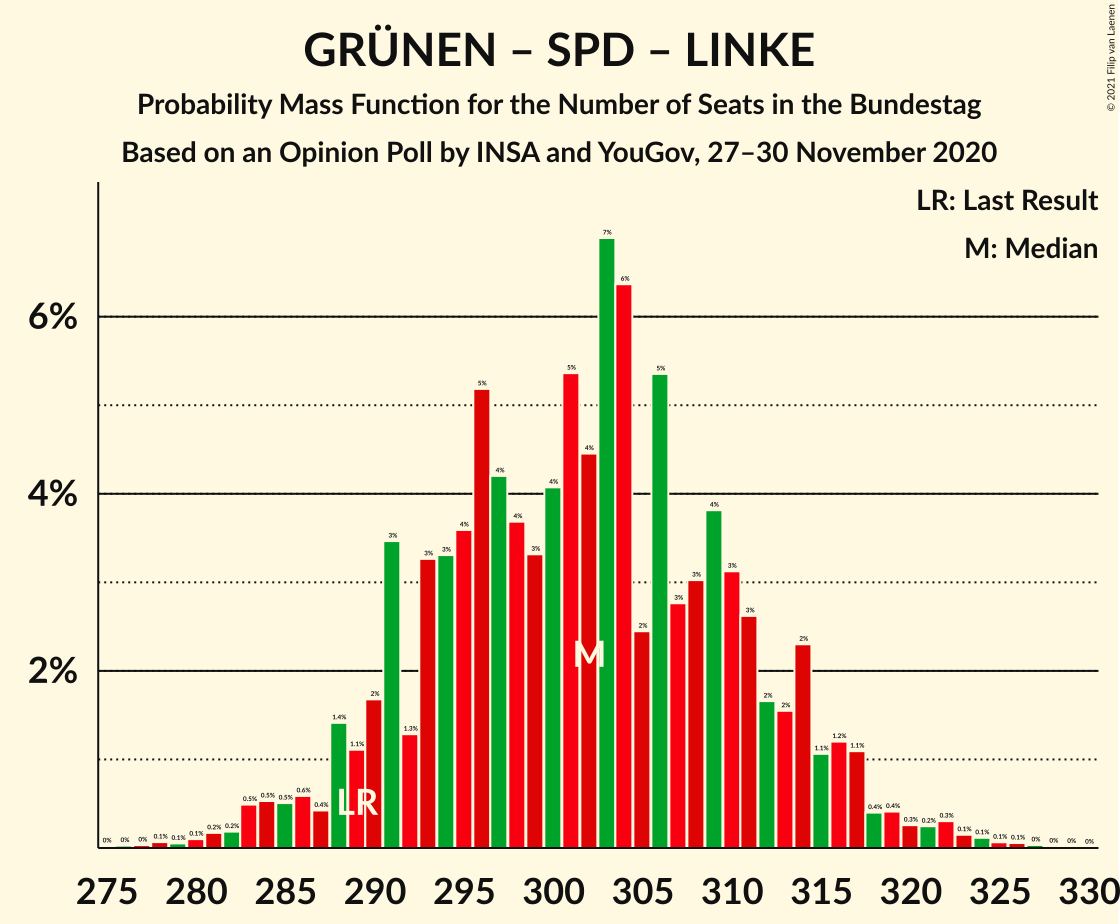 GRÜNEN – SPD – LINKE
Probability Mass Function for the Number of Seats in the Bundestag
Based on an Opinion Poll by INSA and YouGov, 27–30 November 2020
© 2021 Filip van Laenen
LR: Last Result
M: Median
6%
4%
2%
0% 0% 0% 0.1% 0.1% 0.1% 0.2% 0.2% 0.5% 0.5% 0.5% 0.6% 0.4% 1.4% 1.1% 2% 3% 1.3% 3% 3% 4% 5% 4% 4% 3% 4% 5% 4% 7% 6% 2% 5% 3% 3% 4% 3% 3% 2% 2% 2% 1.1% 1.2% 1.1% 0.4% 0.4% 0.3% 0.2% 0.3% 0.1% 0.1% 0.1% 0.1% 0% 0% 0% 0%
M
LR
275 280 285 290 295 300 305 310 315 320 325 330